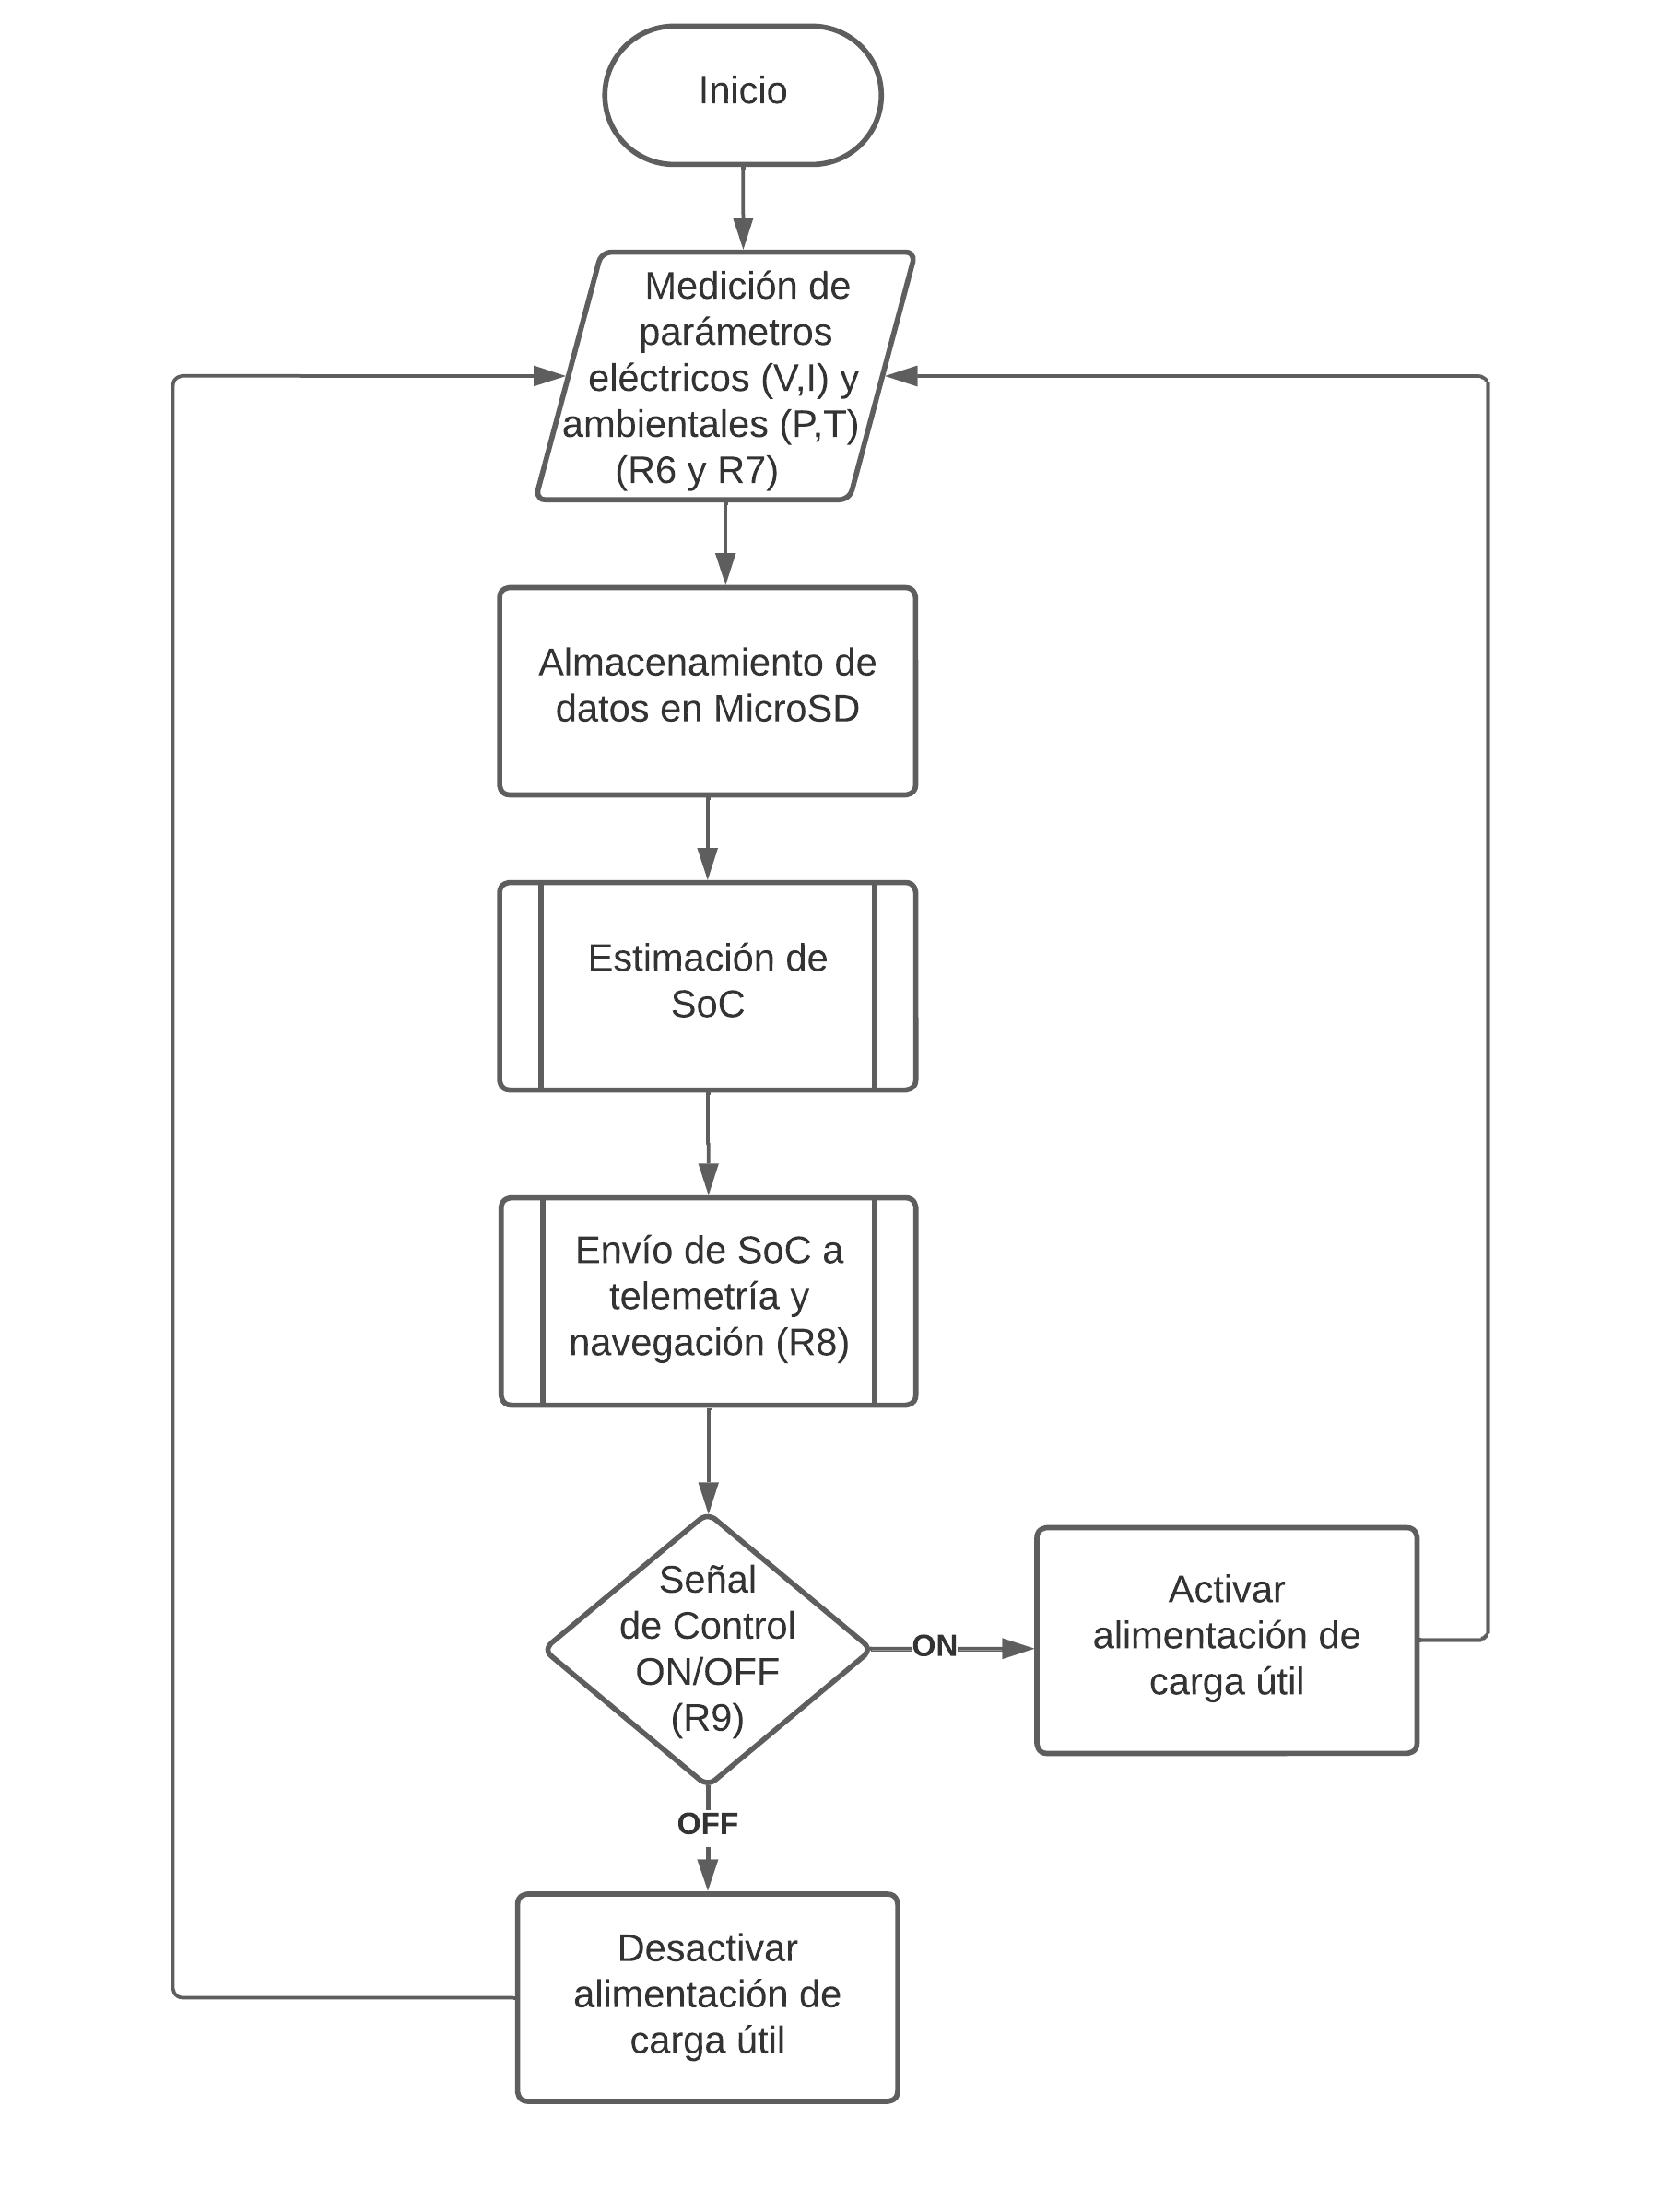 Inicio
Medición de
parámetros
eléctricos (V,I) y
ambientales (P,T)
(R6 y R7)
Almacenamiento de
datos en MicroSD
Estimación de
SoC
Envío de SoC a
telemetría y
navegación (R8)
Señal
de Control
ON/OFF
(R9)
ON
Activar
alimentación de
carga útil
OFF
Desactivar
alimentación de
carga útil